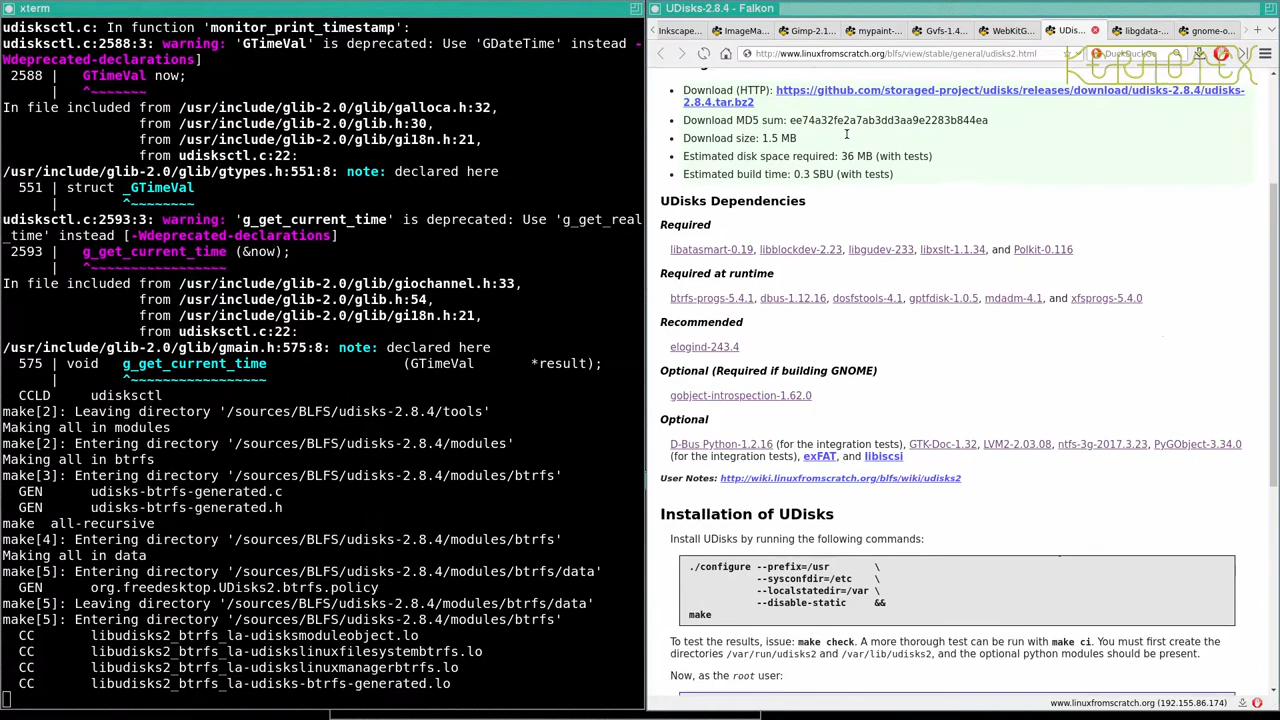 xterm
udisksctl.c: In function 'monitor_print_timestamp':
udisksctl.c:2588:3: warning: 'GTimeVal' is deprecated: Use 'GDateTime' instead [-
Wdeprecated-declarations]
2588 |   GTimeVal now;
|   ^~~~~~~~
In file included from /usr/include/glib-2.0/glib/galloca.h:32,
from /usr/include/glib-2.0/glib.h:30,
from /usr/include/glib-2.0/glib/gi18n.h:21,
from udisksctl.c:22:
/usr/include/glib-2.0/glib/gtypes.h:551:8: note: declared here
551 | struct _GTimeVal
|        ^~~~~~~~~
udisksctl.c:2593:3: warning: 'g_get_current_time' is deprecated: Use 'g_get_real
_time' instead [-Wdeprecated-declarations]
2593 |   g_get_current_time (&now);
|   ^~~~~~~~~~~~~~~~~~
In file included from /usr/include/glib-2.0/glib/giochannel.h:33,
from /usr/include/glib-2.0/glib.h:54,
from /usr/include/glib-2.0/glib/gi18n.h:21,
from udisksctl.c:22:
/usr/include/glib-2.0/glib/gmain.h:575:8: note: declared here
575 | void   g_get_current_time                 (GTimeVal       *result);
|        ^~~~~~~~~~~~~~~~~~
CCLD     udisksctl
make[2]: Leaving directory '/sources/BLFS/udisks-2.8.4/tools'
Making all in modules
make[2]: Entering directory '/sources/BLFS/udisks-2.8.4/modules'
Making all in btrfs
make[3]: Entering directory '/sources/BLFS/udisks-2.8.4/modules/btrfs'
GEN      udisks-btrfs-generated.c
GEN      udisks-btrfs-generated.h
make  all-recursive
make[4]: Entering directory '/sources/BLFS/udisks-2.8.4/modules/btrfs'
Making all in data
make[5]: Entering directory '/sources/BLFS/udisks-2.8.4/modules/btrfs/data'
GEN      org.freedesktop.UDisks2.btrfs.policy
make[5]: Leaving directory '/sources/BLFS/udisks-2.8.4/modules/btrfs/data'
make[5]: Entering directory '/sources/BLFS/udisks-2.8.4/modules/btrfs'
CC       libudisks2_btrfs_la-udisksmoduleobject.lo
CC       libudisks2_btrfs_la-udiskslinuxfilesystembtrfs.lo
CC       libudisks2_btrfs_la-udiskslinuxmanagerbtrfs.lo
CC       libudisks2_btrfs_la-udisks-btrfs-generated.lo
UDisks-2.8.4 - Falkon
Inkscape... ImageMa... Gimp-2.1... mypaint-... Gvfs-1.4... WebKitG... UDis... libgdata-... gnome-o...
http://www.linuxfromscratch.org/blfs/view/stable/general/udisks2.html
DuckDuckGo
KERNOTEX
Download (HTTP): https://github.com/storaged-project/udisks/releases/download/udisks-2.8.4/udisks-
2.8.4.tar.bz2
Download MD5 sum: ee74a32fe2a7ab3dd3aa9e2283b844ea
Download size: 1.5 MB
Estimated disk space required: 36 MB (with tests)
Estimated build time: 0.3 SBU (with tests)
UDisks Dependencies
Required
libatasmart-0.19, libblockdev-2.23, libgudev-233, libxslt-1.1.34, and Polkit-0.116
Required at runtime
btrfs-progs-5.4.1, dbus-1.12.16, dosfstools-4.1, gptfdisk-1.0.5, mdadm-4.1, and xfsprogs-5.4.0
Recommended
elogind-243.4
Optional (Required if building GNOME)
gobject-introspection-1.62.0
Optional
D-Bus Python-1.2.16 (for the integration tests), GTK-Doc-1.32, LVM2-2.03.08, ntfs-3g-2017.3.23, PyGObject-3.34.0
(for the integration tests), exFAT, and libiscsi
User Notes: http://wiki.linuxfromscratch.org/blfs/wiki/udisks2
Installation of UDisks
Install UDisks by running the following commands:
./configure --prefix=/usr        \
--sysconfdir=/etc    \
--localstatedir=/var \
--disable-static     &&
make
To test the results, issue: make check. A more thorough test can be run with make ci. You must first create the
directories /var/run/udisks2 and /var/lib/udisks2, and the optional python modules should be present.
Now, as the root user:
www.linuxfromscratch.org (192.155.86.174)